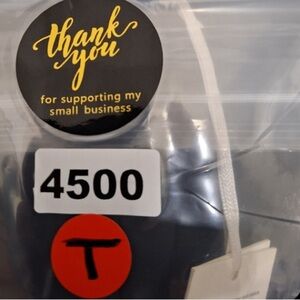 thank
you
for supporting my
small business
4500
T